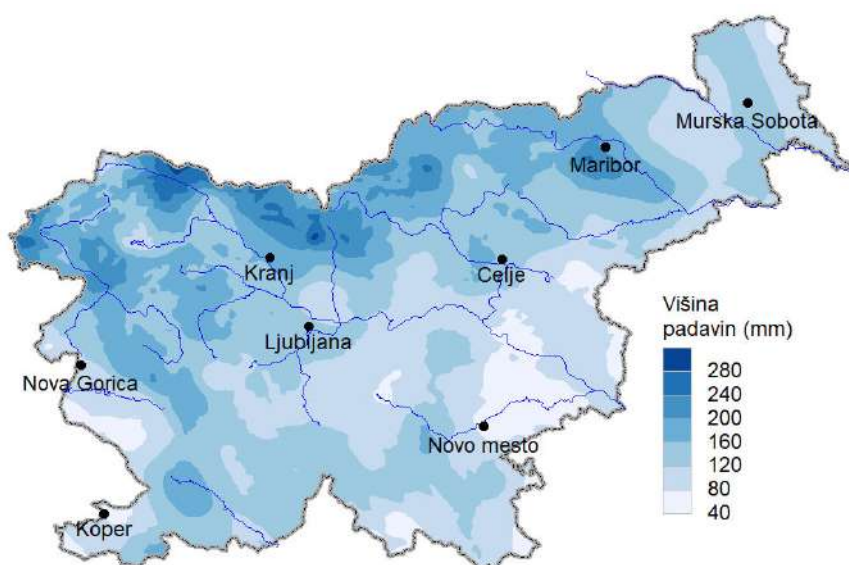 Murska Sobota
Maribor
Kranj
Celje
Ljubljana
Nova Gorica
Novo mesto
Koper
Višina
padavin (mm)
280
240
200
160
120
80
40